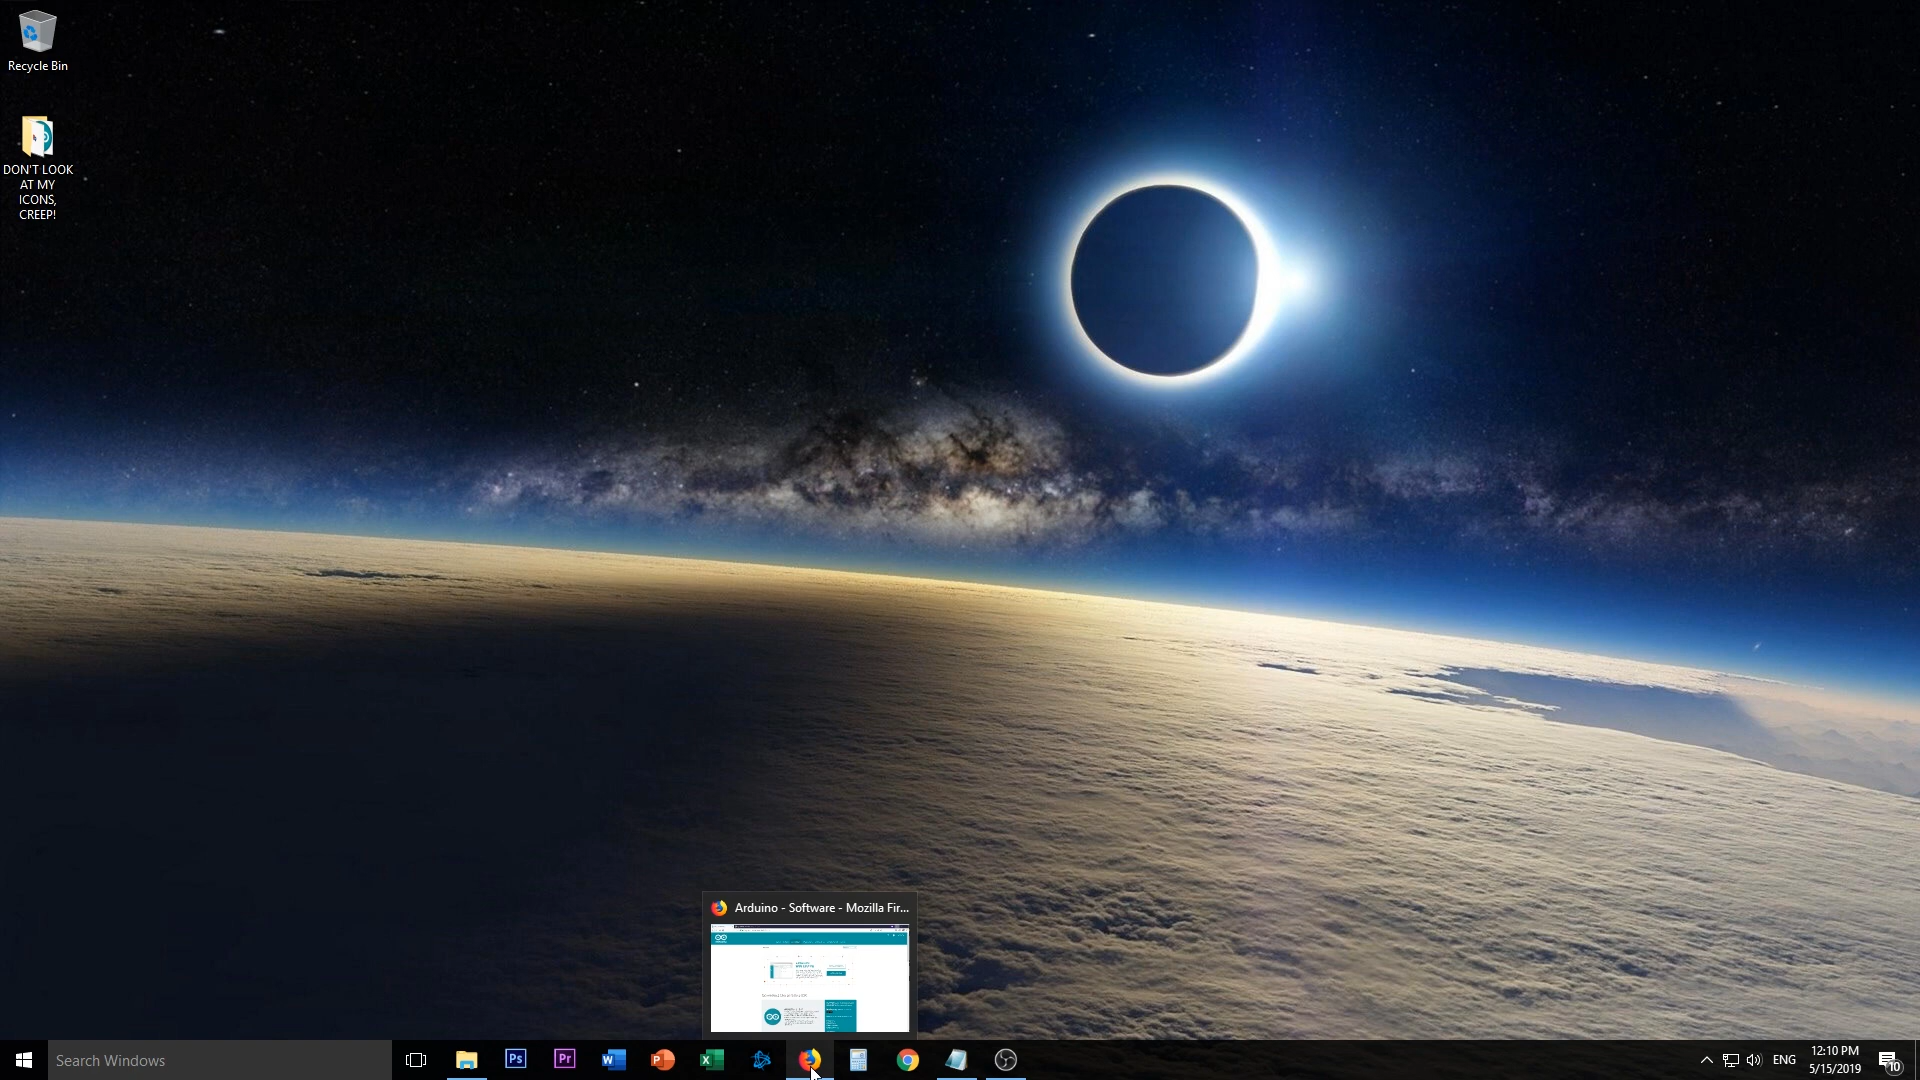 Recycle Bin
DON'T LOOK
AT MY
ICONS,
CREEP!
Arduino - Software - Mozilla Fir...
Search Windows
Ps
Pr
ENG
12:10 PM
5/15/2019
10